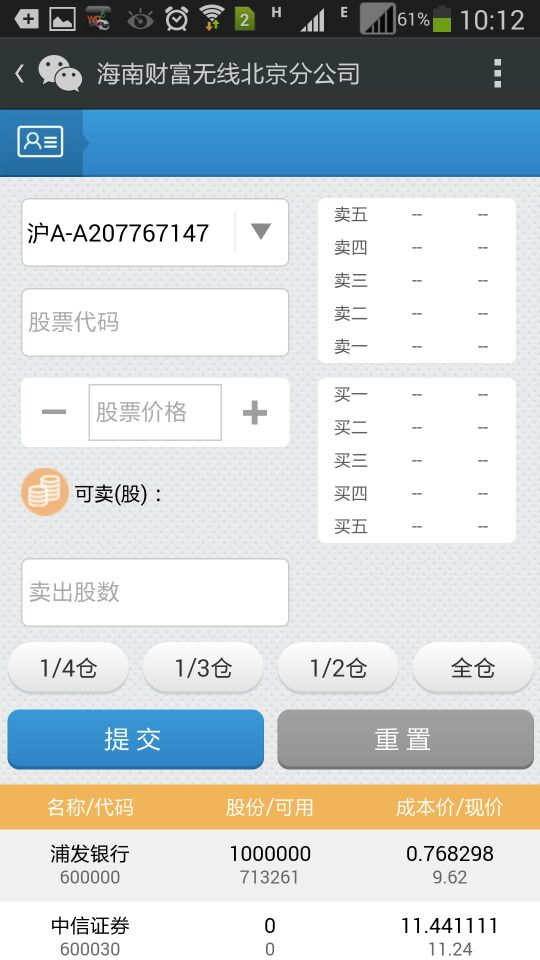 2 H E 61% 10:12
海南财富无线北京分公司
沪A-A207767147
股票代码
股票价格
可卖(股)：
卖出股数
卖五 -- --
卖四 -- --
卖三 -- --
卖二 -- --
卖一 -- --
买一 -- --
买二 -- --
买三 -- --
买四 -- --
买五 -- --
1/4仓 1/3仓 1/2仓 全仓
提交 重置
名称/代码 股份/可用 成本价/现价
浦发银行 1000000 0.768298
600000 713261 9.62
中信证券 0 11.441111
600030 0 11.24